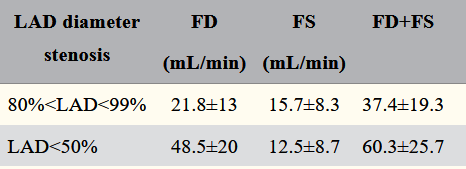 LAD diameter stenosis FD (mL/min) FS (mL/min) FD+FS
80%<LAD<99% 21.8±13 15.7±8.3 37.4±19.3
LAD<50% 48.5±20 12.5±8.7 60.3±25.7